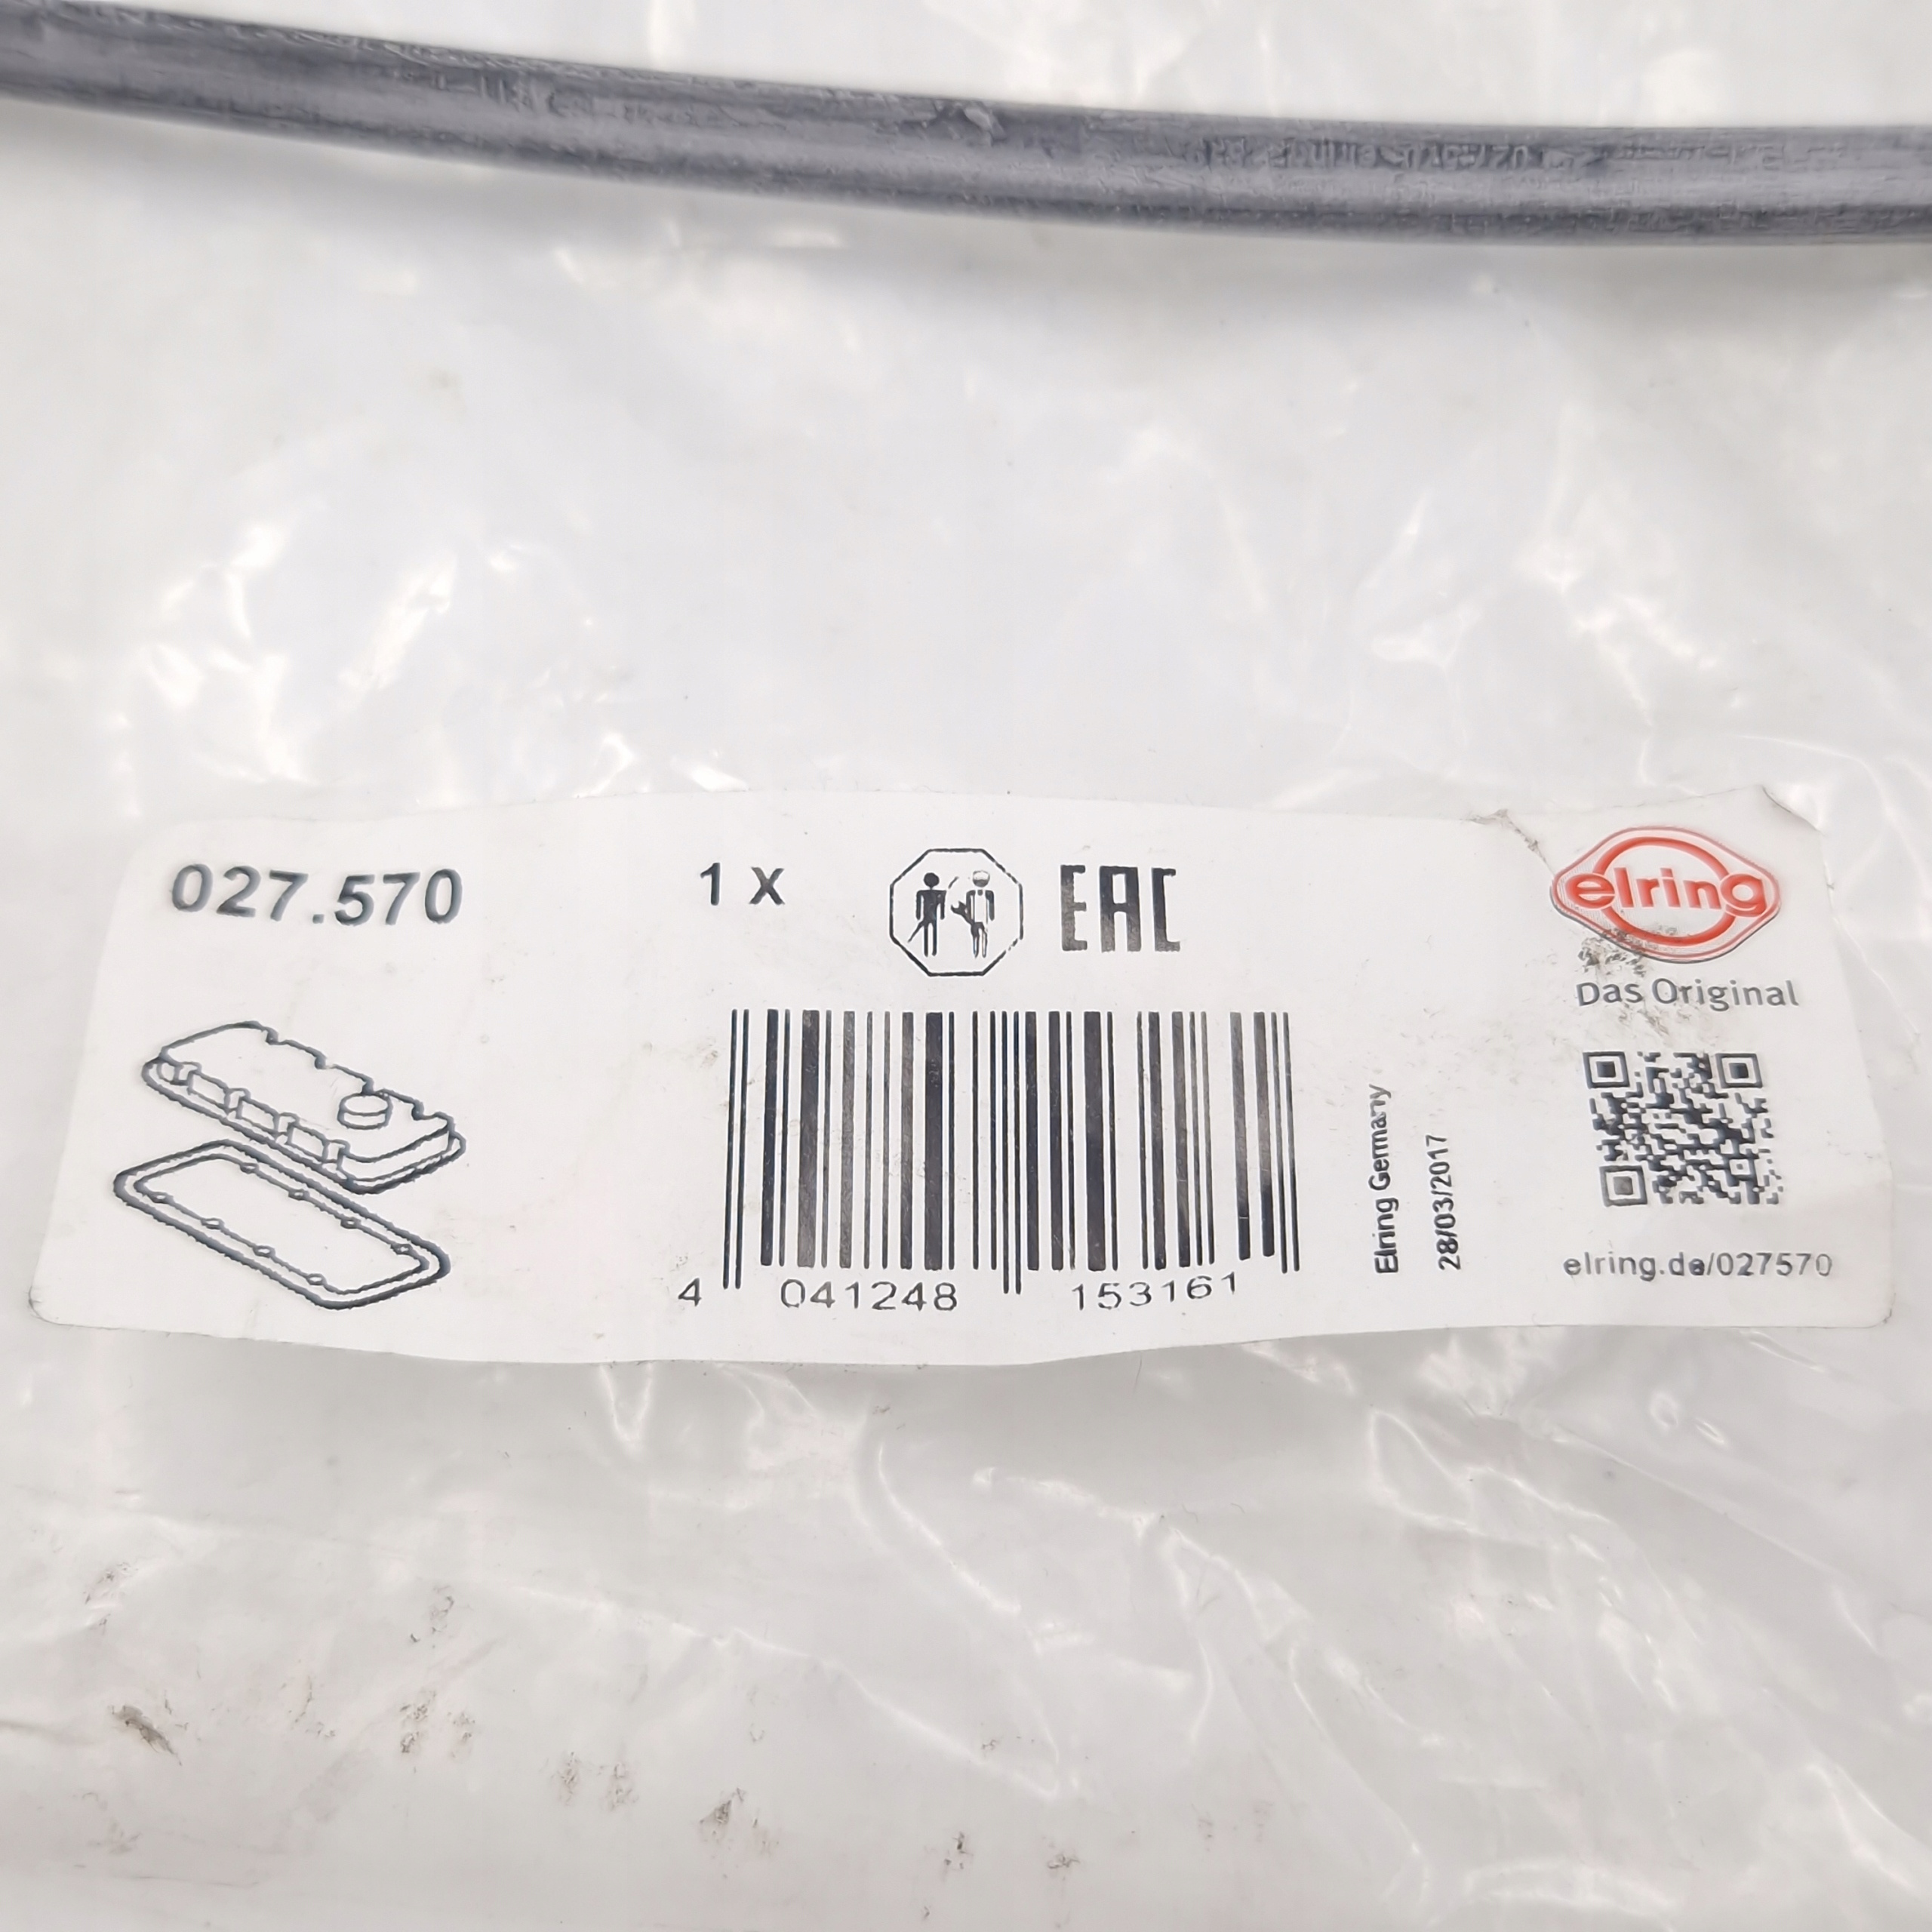 027.570
1 X
EAC
elring
Das Original
4 041248 153161
Elring Germany
28/03/2017
elring.de/027570